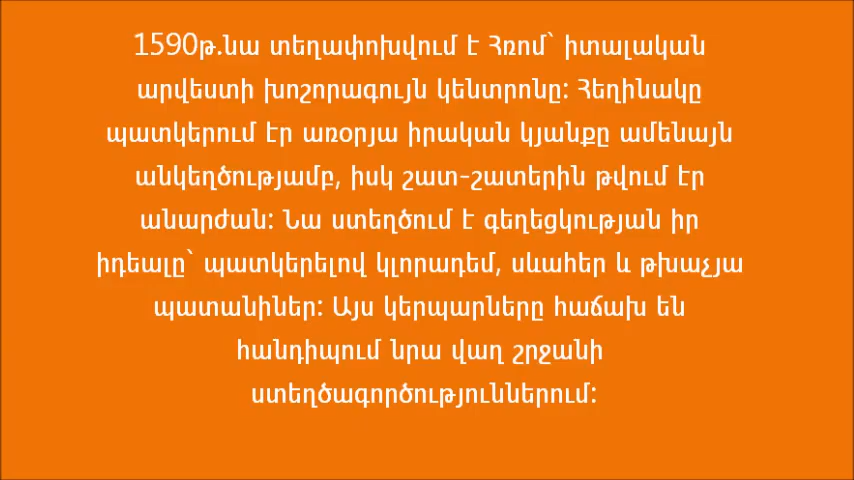 1590թ.նա տեղափոխվում է Հռոմ՝ իտալական
արվեստի խոշորագույն կենտրոնը: Հեղինակը
պատկերում էր առօրյա իրական կյանքը ամենայն
անկեղծությամբ, իսկ շատ-շատերին թվում էր
անարժան: Նա ստեղծում է գեղեցկության իր
իդեալը՝ պատկերելով կլորադեմ, սևահեր և թխաչյա
պատանիներ: Այս կերպարները հաճախ են
հանդիպում նրա վաղ շրջանի
ստեղծագործություններում: